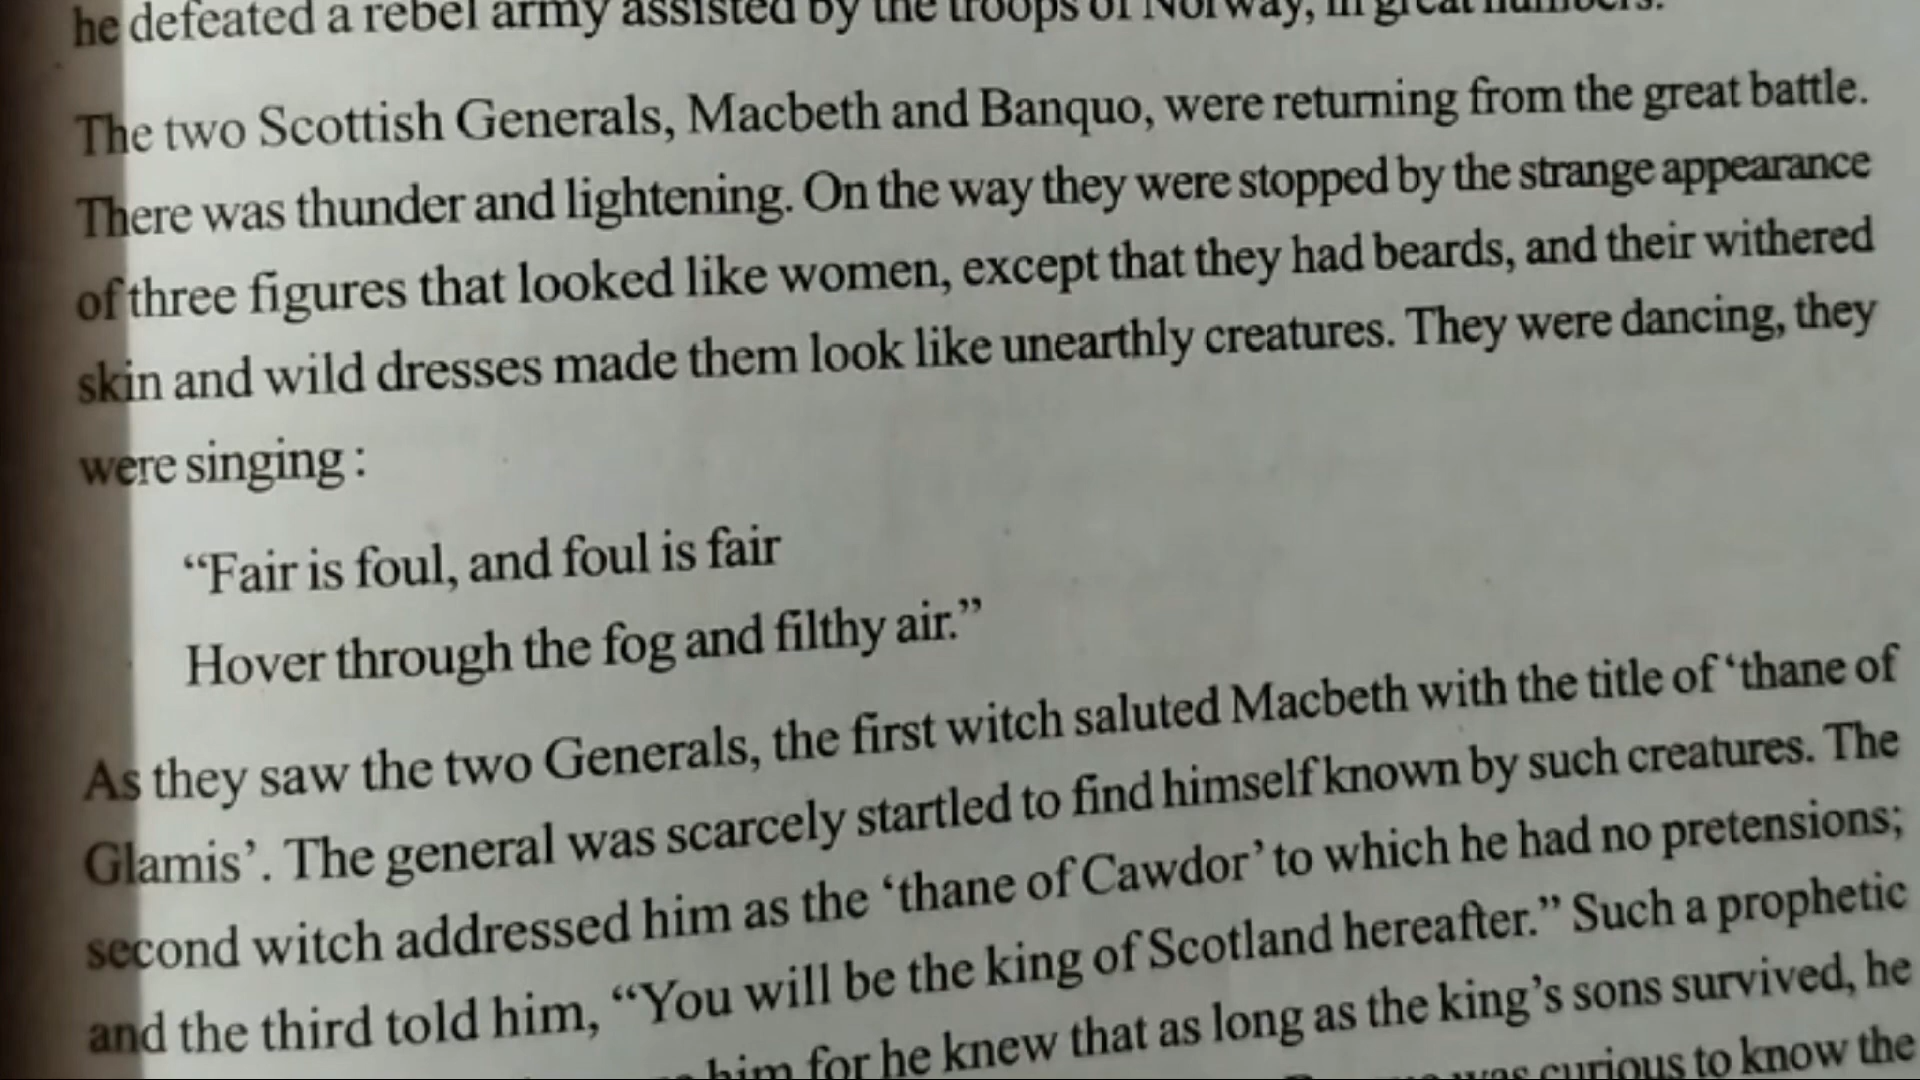 he defeated a rebel army assisted by the troops of Norway, in great numbers.
The two Scottish Generals, Macbeth and Banquo, were returning from the great battle.
There was thunder and lightening. On the way they were stopped by the strange appearance
of three figures that looked like women, except that they had beards, and their withered
skin and wild dresses made them look like unearthly creatures. They were dancing, they
were singing :
“Fair is foul, and foul is fair
Hover through the fog and filthy air.”
As they saw the two Generals, the first witch saluted Macbeth with the title of ‘thane of
Glamis’. The general was scarcely startled to find himself known by such creatures. The
second witch addressed him as the ‘thane of Cawdor’ to which he had no pretensions;
and the third told him, “You will be the king of Scotland hereafter.” Such a prophetic
him for he knew that as long as the king’s sons survived, he
was curious to know the